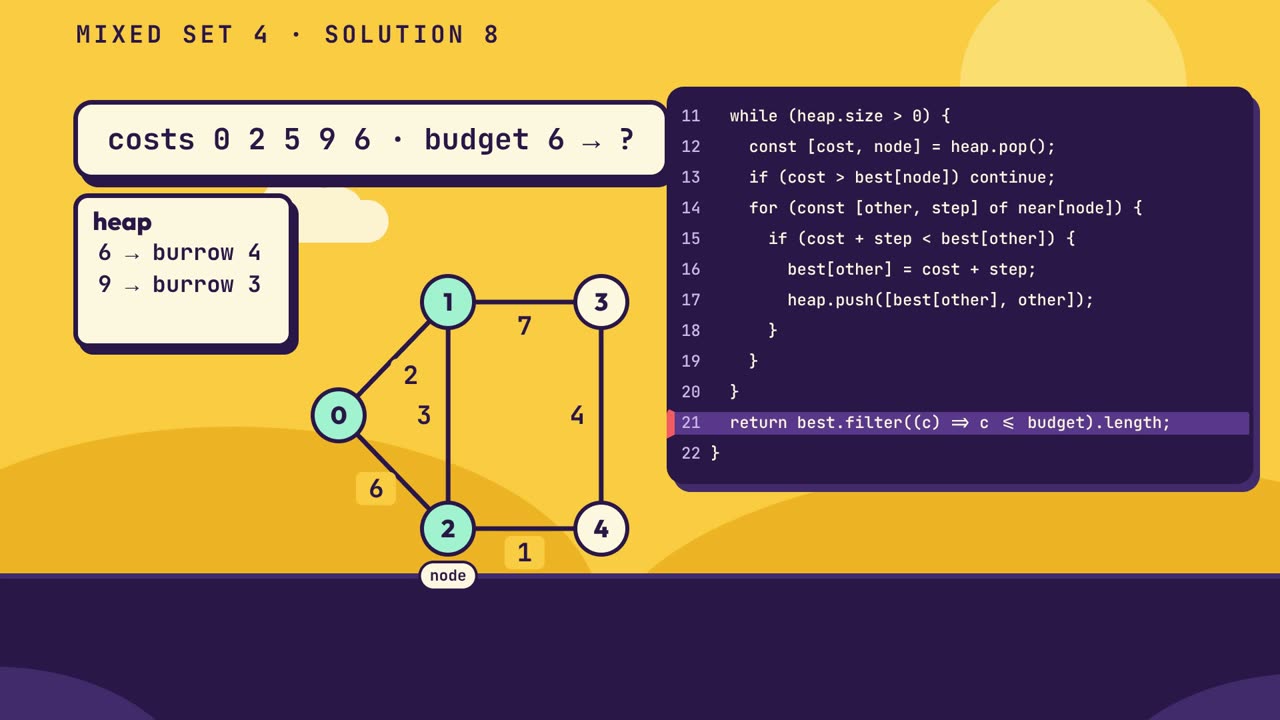 MIXED SET 4 · SOLUTION 8
costs 0 2 5 9 6 · budget 6 → ?
heap
6 → burrow 4
9 → burrow 3
11 while (heap.size > 0) {
12 const [cost, node] = heap.pop();
13 if (cost > best[node]) continue;
14 for (const [other, step] of near[node]) {
15 if (cost + step < best[other]) {
16 best[other] = cost + step;
17 heap.push([best[other], other]);
18 }
19 }
20 }
21 return best.filter((c) => c <= budget).length;
22 }
1
3
7
2
0
3
4
6
2
4
1
node